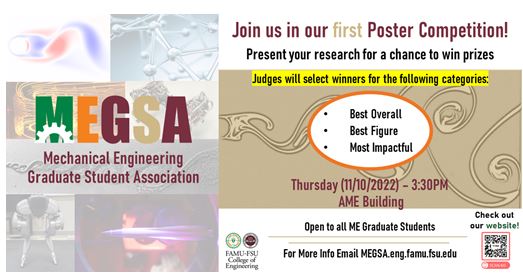 Join us in our first Poster Competition!
Present your research for a chance to win prizes
Judges will select winners for the following categories:
• Best Overall
• Best Figure
• Most Impactful
MEGSA
Mechanical Engineering
Graduate Student Association
Thursday (11/10/2022) – 3:30PM
AME Building
Open to all ME Graduate Students
For More Info Email MEGSA.eng.famu.fsu.edu
FAMU-FSU
College of
Engineering
Check out
our website!